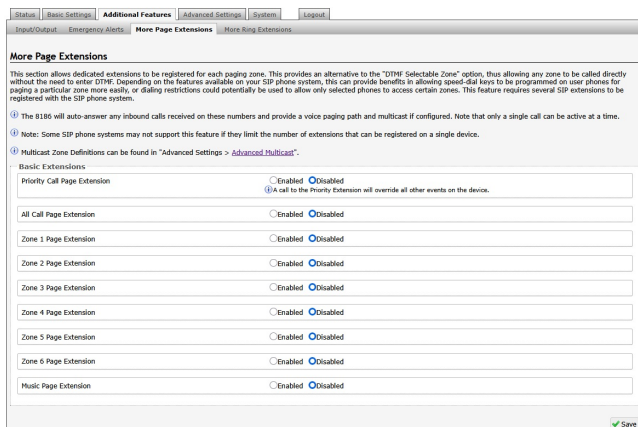 Status Basic Settings Additional Features Advanced Settings System Logout
Input/Output Emergency Alerts More Page Extensions More Ring Extensions
More Page Extensions
This section allows dedicated extensions to be registered for each paging zone. This provides an alternative to the "DTMF Selectable Zone" option, thus allowing any zone to be called directly
without the need to enter DTMF. Depending on the features available on your SIP phone system, this can provide benefits in allowing speed-dial keys to be programmed on user phones for
paging a particular zone more easily, or dialing restrictions could potentially be used to allow only selected phones to access certain zones. This feature requires several SIP extensions to be
registered with the SIP phone system.
The 8186 will auto-answer any inbound calls received on these numbers and provide a voice paging path and multicast if configured. Note that only a single call can be active at a time.
Note: Some SIP phone systems may not support this feature if they limit the number of extensions that can be registered on a single device.
Multicast Zone Definitions can be found in "Advanced Settings > Advanced Multicast".
Basic Extensions
Priority Call Page Extension Enabled Disabled
A call to the Priority Extension will override all other events on the device.
All Call Page Extension Enabled Disabled
Zone 1 Page Extension Enabled Disabled
Zone 2 Page Extension Enabled Disabled
Zone 3 Page Extension Enabled Disabled
Zone 4 Page Extension Enabled Disabled
Zone 5 Page Extension Enabled Disabled
Zone 6 Page Extension Enabled Disabled
Music Page Extension Enabled Disabled
Save